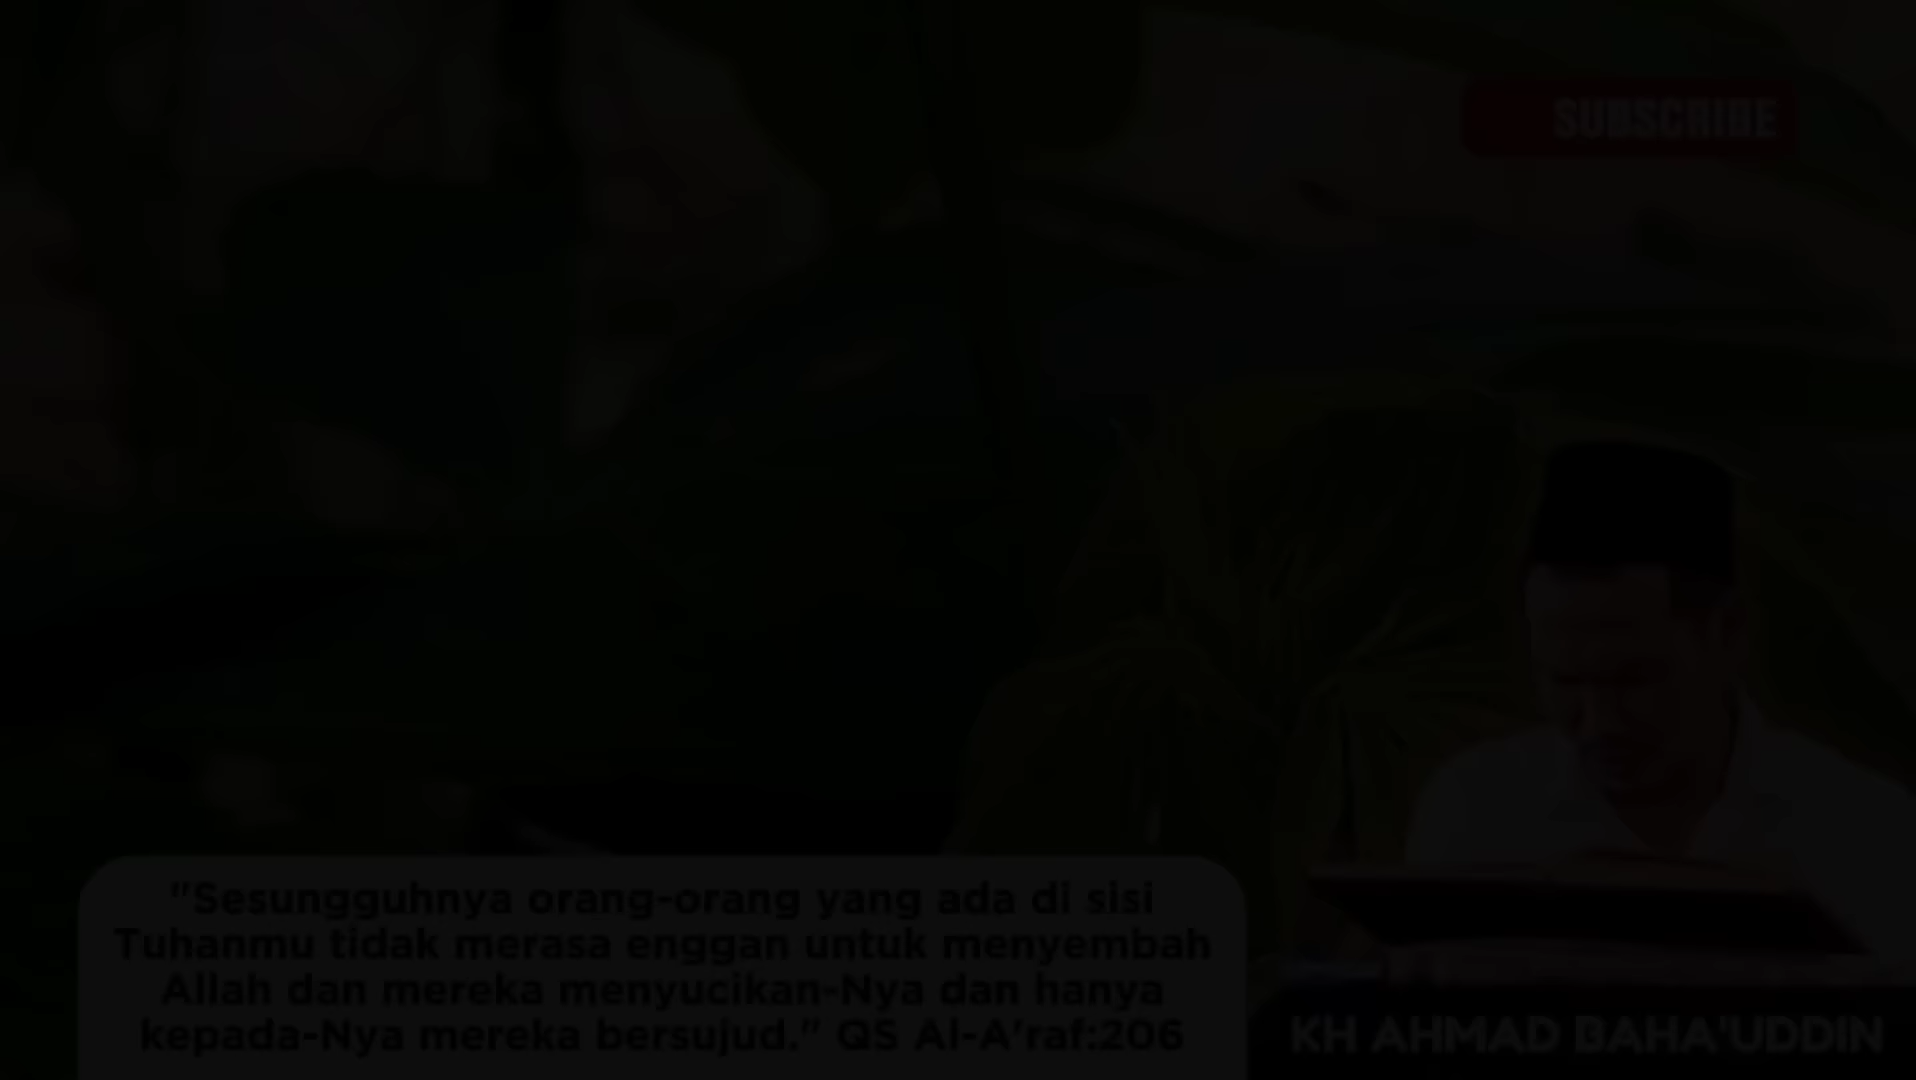 SUBSCRIBE
"Sesungguhnya orang-orang yang ada di sisi
Tuhanmu tidak merasa enggan untuk menyembah
Allah dan mereka menyucikan-Nya dan hanya
kepada-Nya mereka bersujud." QS Al-A'raf:206
KH AHMAD BAHA'UDDIN